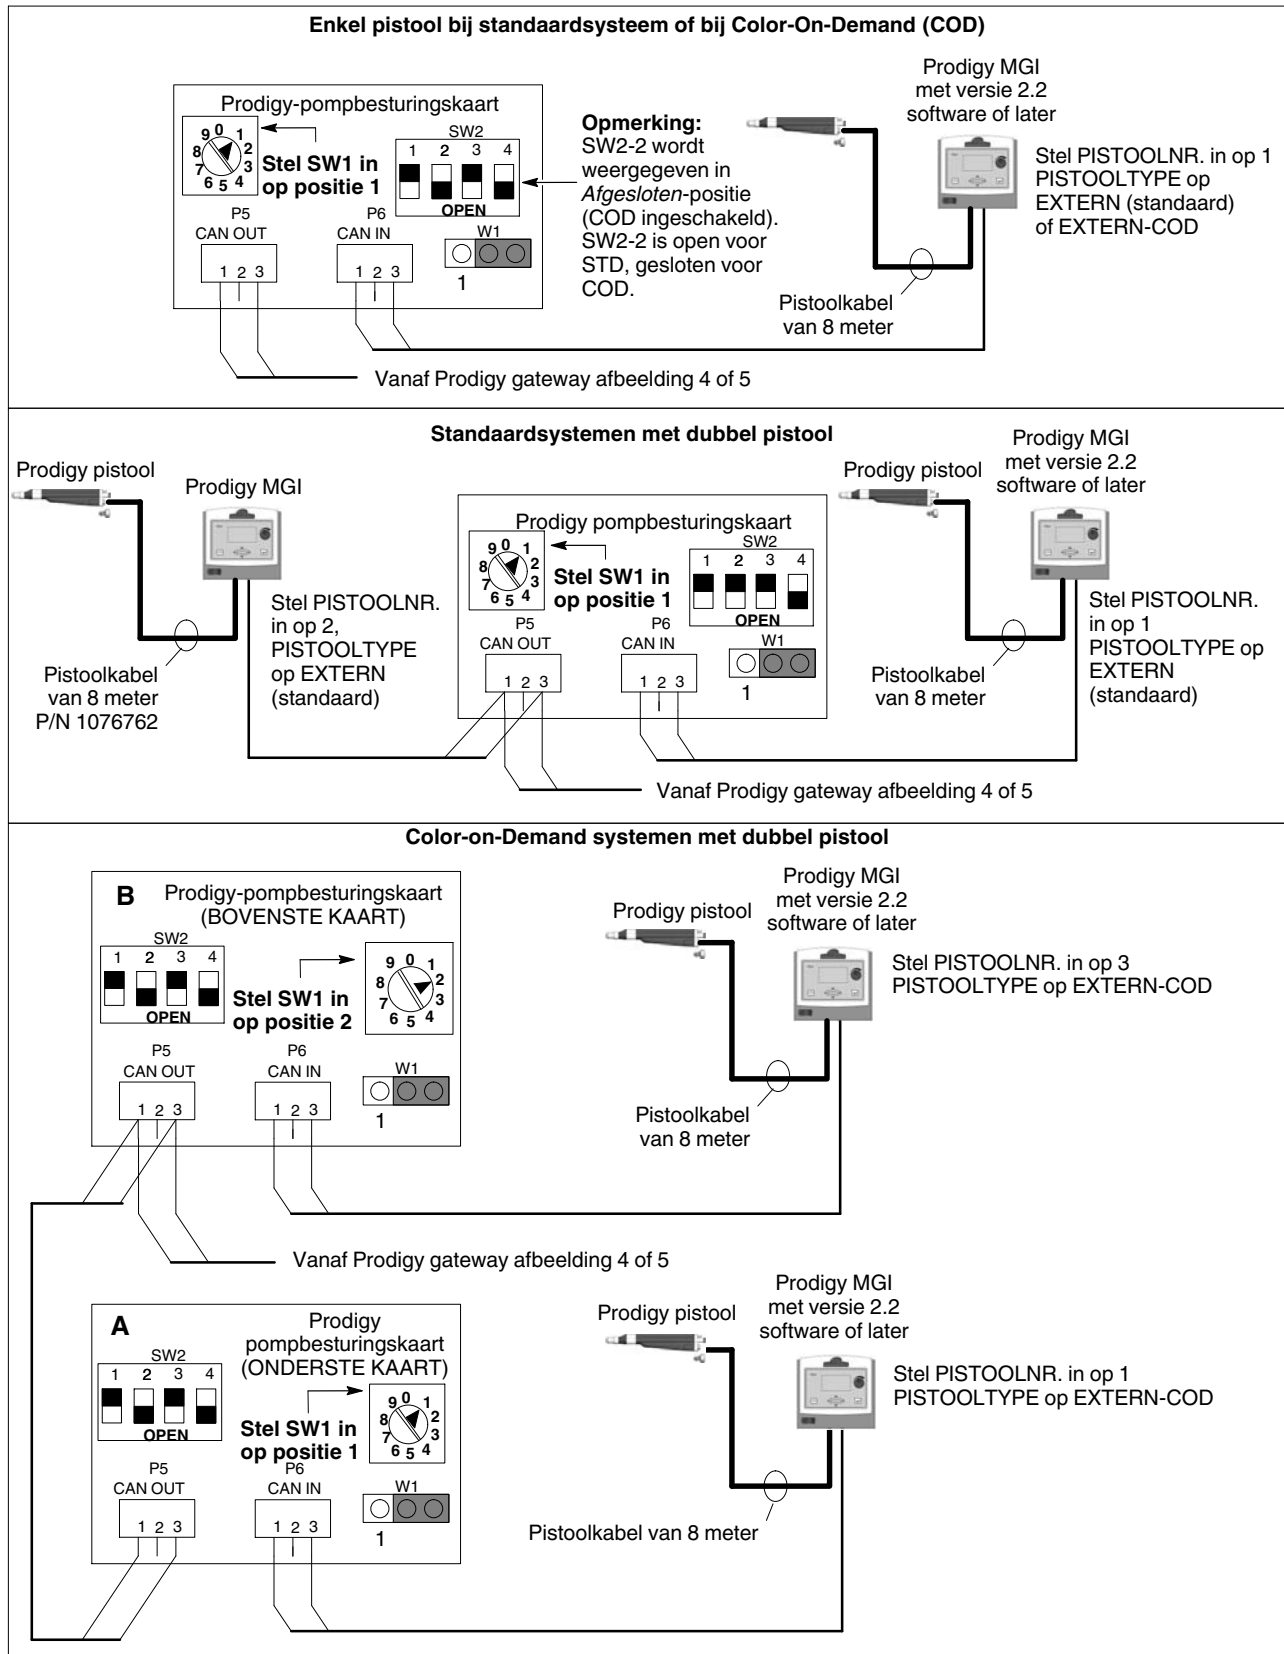 Enkel pistool bij standaardsysteem of bij Color-On-Demand (COD)
Prodigy-pompbesturingskaart
0 1 2 3 4 5 6 7 8 9
Stel SW1 in
op positie 1
SW2
1 2 3 4
OPEN
P5
CAN OUT
1 2 3
P6
CAN IN
1 2 3
W1
1
Opmerking:
SW2-2 wordt
weergegeven in
Afgesloten-positie
(COD ingeschakeld).
SW2-2 is open voor
STD, gesloten voor
COD.
Prodigy MGI
met versie 2.2
software of later
Stel PISTOOLNR. in op 1
PISTOOLTYPE op
EXTERN (standaard)
of EXTERN-COD
Pistoolkabel
van 8 meter
Vanaf Prodigy gateway afbeelding 4 of 5
Standaardsystemen met dubbel pistool
Prodigy pistool
Prodigy MGI
Stel PISTOOLNR.
in op 2,
PISTOOLTYPE
op EXTERN
(standaard)
Pistoolkabel
van 8 meter
P/N 1076762
Prodigy pompbesturingskaart
0 1 2 3 4 5 6 7 8 9
Stel SW1 in
op positie 1
SW2
1 2 3 4
OPEN
P5
CAN OUT
1 2 3
P6
CAN IN
1 2 3
W1
1
Prodigy pistool
Prodigy MGI
met versie 2.2
software of later
Stel PISTOOLNR.
in op 1
PISTOOLTYPE op
EXTERN
(standaard)
Pistoolkabel
van 8 meter
Vanaf Prodigy gateway afbeelding 4 of 5
Color-on-Demand systemen met dubbel pistool
B
Prodigy-pompbesturingskaart
(BOVENSTE KAART)
SW2
1 2 3 4
OPEN
Stel SW1 in
op positie 2
0 1 2 3 4 5 6 7 8 9
P5
CAN OUT
1 2 3
P6
CAN IN
1 2 3
W1
1
Prodigy pistool
Prodigy MGI
met versie 2.2
software of later
Stel PISTOOLNR. in op 3
PISTOOLTYPE op EXTERN-COD
Pistoolkabel
van 8 meter
Vanaf Prodigy gateway afbeelding 4 of 5
A
Prodigy
pompbesturingskaart
(ONDERSTE KAART)
SW2
1 2 3 4
OPEN
Stel SW1 in
op positie 1
0 1 2 3 4 5 6 7 8 9
P5
CAN OUT
1 2 3
P6
CAN IN
1 2 3
W1
1
Prodigy pistool
Prodigy MGI
met versie 2.2
software of later
Stel PISTOOLNR. in op 1
PISTOOLTYPE op EXTERN-COD
Pistoolkabel van 8 meter